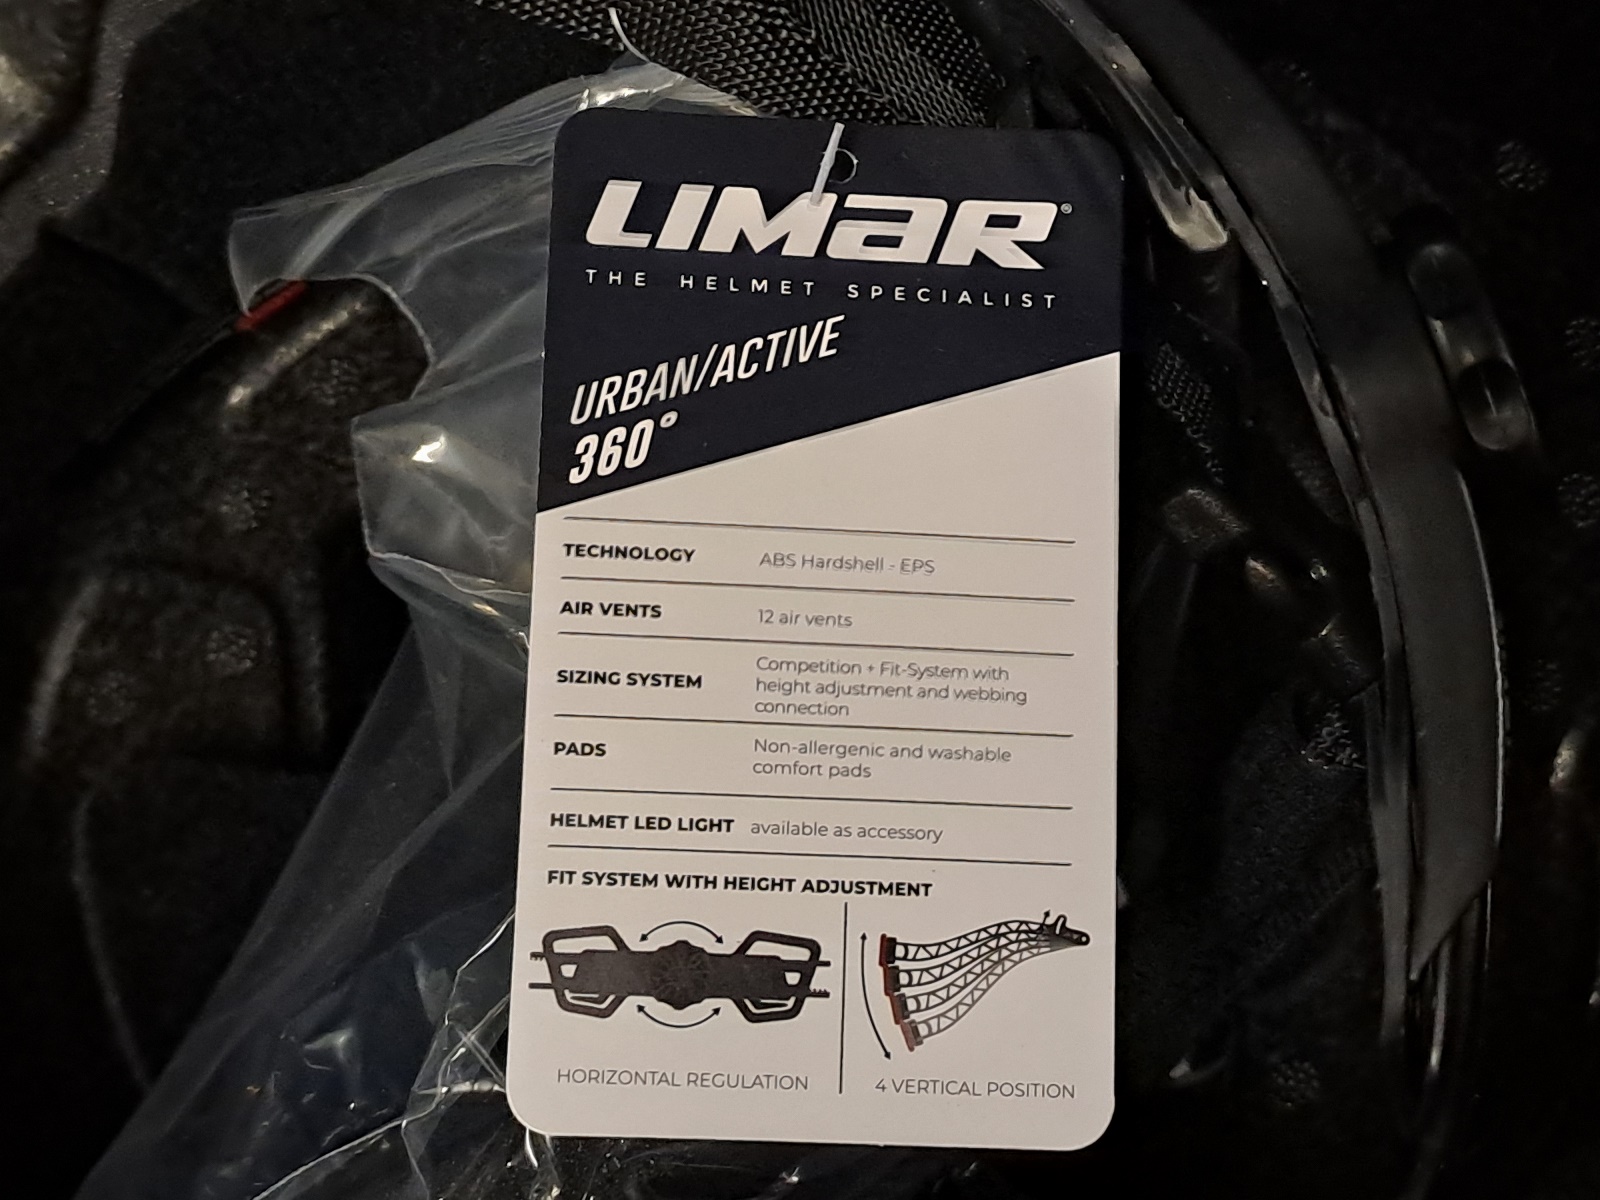 LIMAR®
THE HELMET SPECIALIST
URBAN/ACTIVE
360°
TECHNOLOGY ABS Hardshell - EPS
AIR VENTS 12 air vents
SIZING SYSTEM Competition + Fit-System with
height adjustment and webbing
connection
PADS Non-allergenic and washable
comfort pads
HELMET LED LIGHT available as accessory
FIT SYSTEM WITH HEIGHT ADJUSTMENT
HORIZONTAL REGULATION
4 VERTICAL POSITION